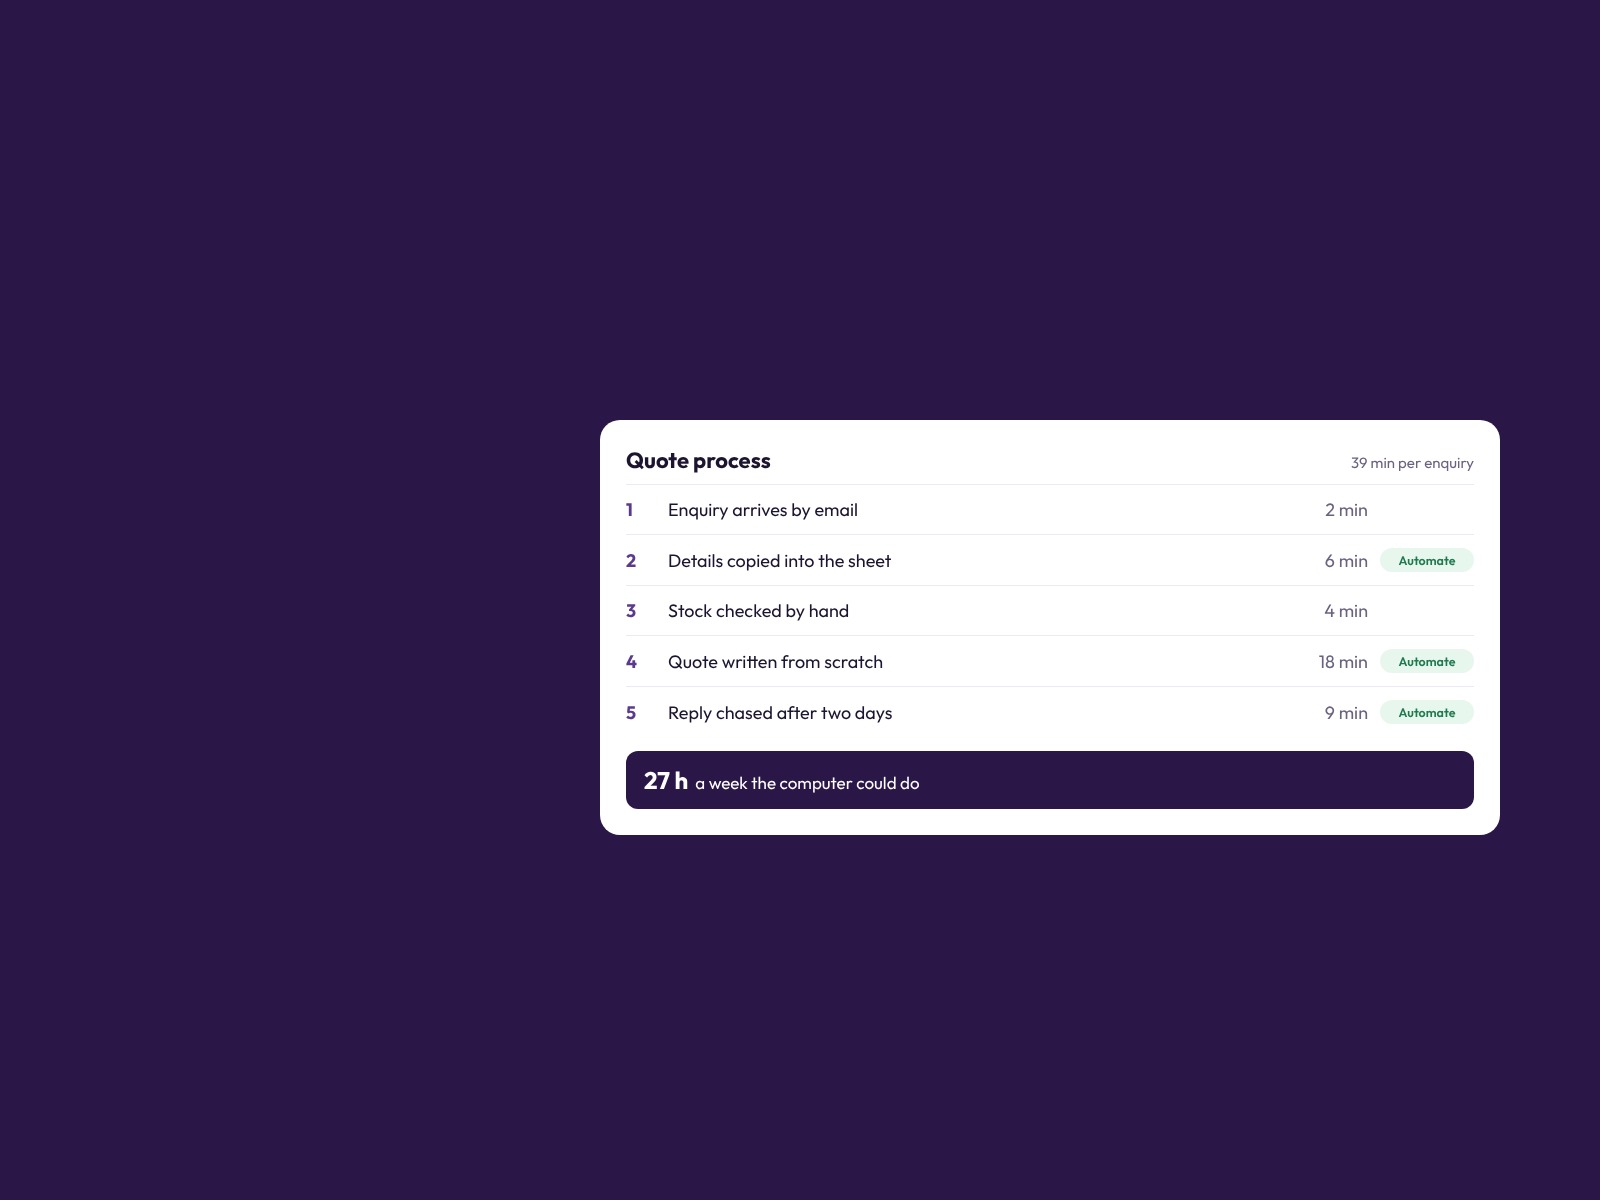 Quote process 39 min per enquiry
1 Enquiry arrives by email 2 min
2 Details copied into the sheet 6 min Automate
3 Stock checked by hand 4 min
4 Quote written from scratch 18 min Automate
5 Reply chased after two days 9 min Automate
27 h a week the computer could do